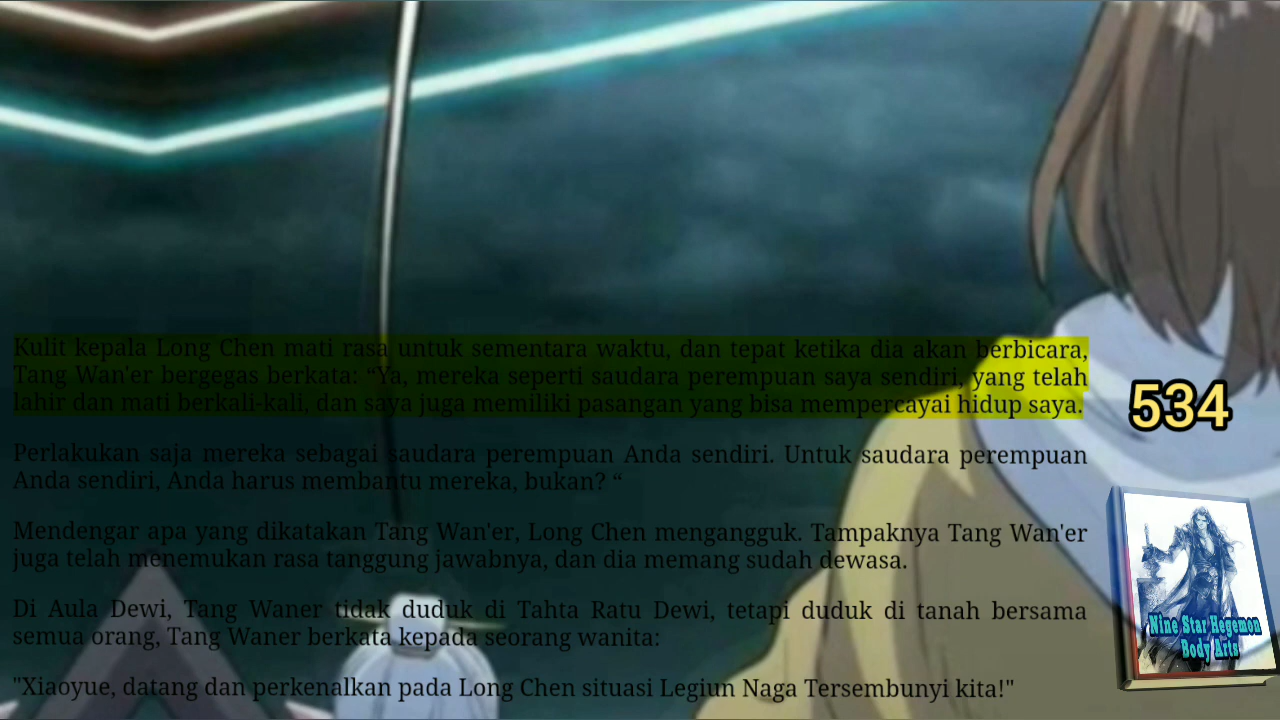 Kulit kepala Long Chen mati rasa untuk sementara waktu, dan tepat ketika dia akan berbicara,
Tang Wan'er bergegas berkata: “Ya, mereka seperti saudara perempuan saya sendiri, yang telah
lahir dan mati berkali-kali, dan saya juga memiliki pasangan yang bisa mempercayai hidup saya.
Perlakukan saja mereka sebagai saudara perempuan Anda sendiri. Untuk saudara perempuan
Anda sendiri, Anda harus membantu mereka, bukan? “
Mendengar apa yang dikatakan Tang Wan'er, Long Chen mengangguk. Tampaknya Tang Wan'er
juga telah menemukan rasa tanggung jawabnya, dan dia memang sudah dewasa.
Di Aula Dewi, Tang Waner tidak duduk di Tahta Ratu Dewi, tetapi duduk di tanah bersama
semua orang, Tang Waner berkata kepada seorang wanita:
"Xiaoyue, datang dan perkenalkan pada Long Chen situasi Legiun Naga Tersembunyi kita!"
534
Nine Star Hegemon
Body Arts